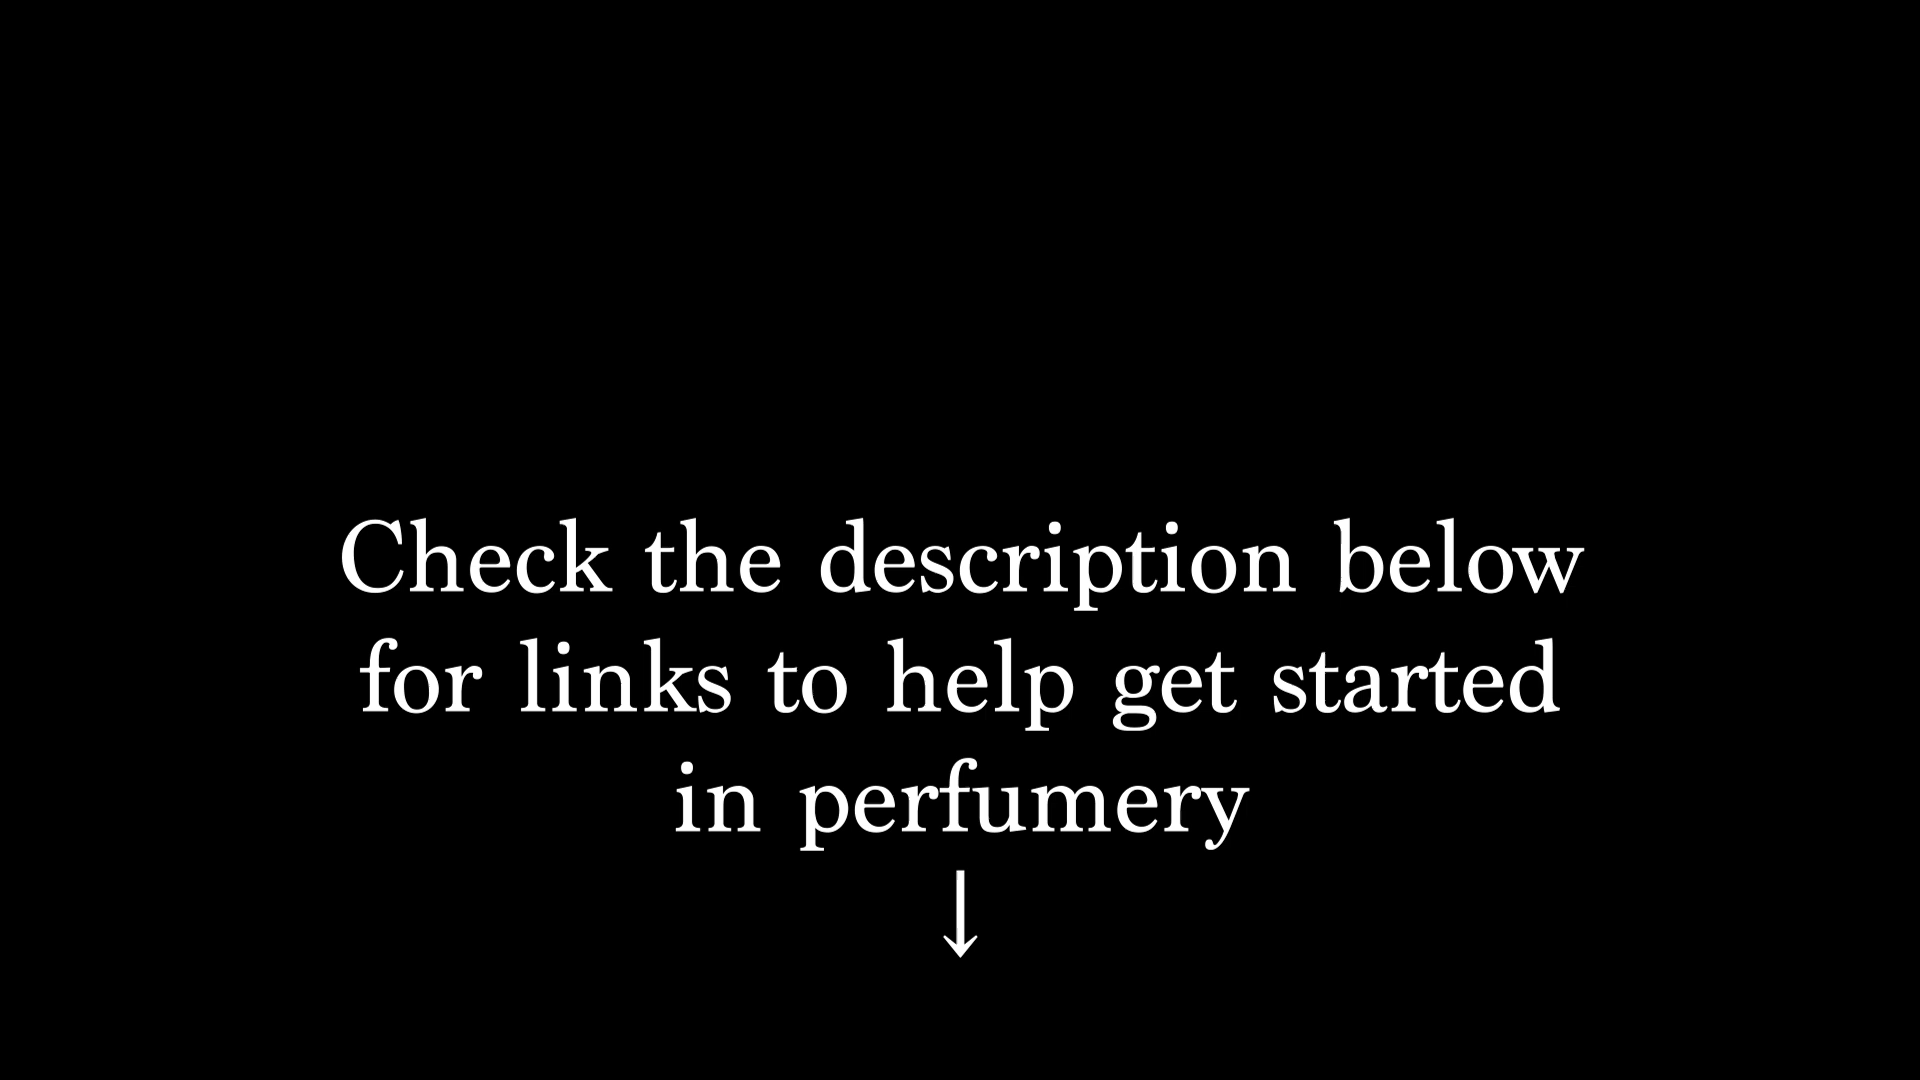 Check the description below
for links to help get started
in perfumery
↓